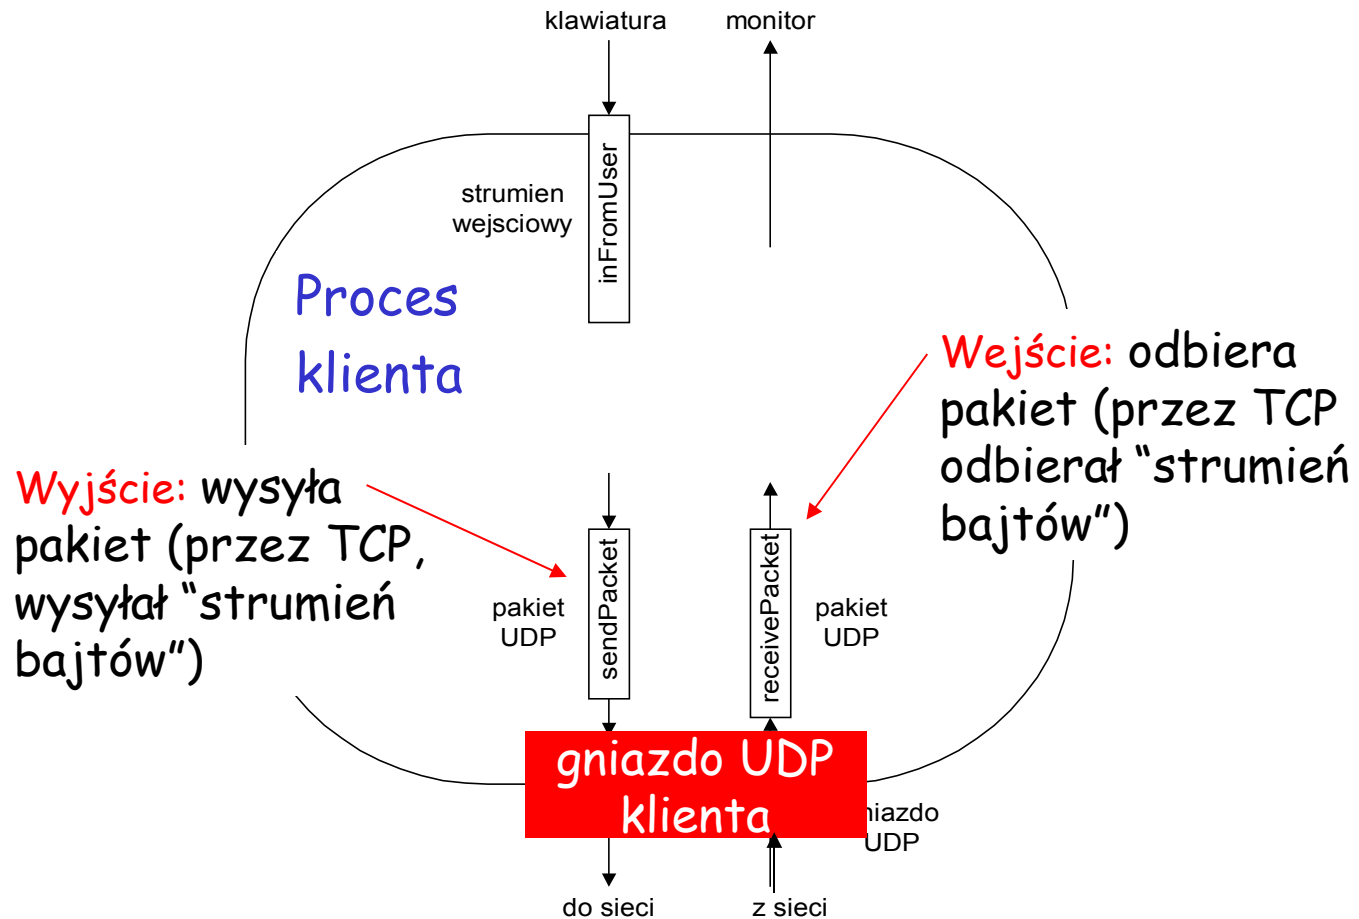 klawiatura
monitor
strumien
wejsciowy
inFromUser
Proces
klienta
Wejście: odbiera
pakiet (przez TCP
odbierał “strumień
bajtów”)
Wyjście: wysyła
pakiet (przez TCP,
wysyłał “strumień
bajtów”)
pakiet
UDP
sendPacket
receivePacket
pakiet
UDP
gniazdo UDP
klienta
niazdo
UDP
do sieci
z sieci